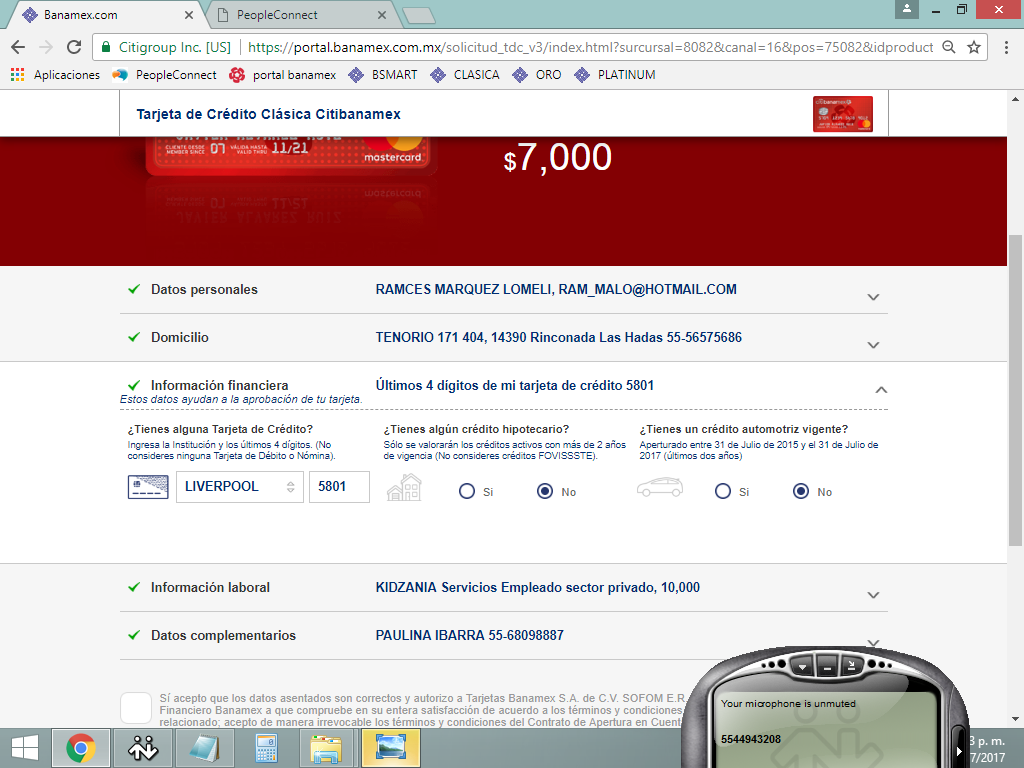 Banamex.com
PeopleConnect
Citigroup Inc. [US]
https://portal.banamex.com.mx/solicitud_tdc_v3/index.html?surcursal=8082&canal=16&pos=75082&idproduct
Aplicaciones
PeopleConnect
portal banamex
BSMART
CLASICA
ORO
PLATINUM
Tarjeta de Crédito Clásica Citibanamex
CLIENTE DESDE MEMBER SINCE 07 VÁLIDA HASTA VALID THRU 11/21
mastercard
$7,000
Datos personales
RAMCES MARQUEZ LOMELI, RAM_MALO@HOTMAIL.COM
Domicilio
TENORIO 171 404, 14390 Rinconada Las Hadas 55-56575686
Información financiera
Últimos 4 dígitos de mi tarjeta de crédito 5801
Estos datos ayudan a la aprobación de tu tarjeta.
¿Tienes alguna Tarjeta de Crédito?
Ingresa la Institución y los últimos 4 dígitos. (No
consideres ninguna Tarjeta de Débito o Nómina).
LIVERPOOL
5801
¿Tienes algún crédito hipotecario?
Sólo se valorarán los créditos activos con más de 2 años
de vigencia (No consideres créditos FOVISSSTE).
Si
No
¿Tienes un crédito automotriz vigente?
Aperturado entre 31 de Julio de 2015 y el 31 de Julio de
2017 (últimos dos años)
Si
No
Información laboral
KIDZANIA Servicios Empleado sector privado, 10,000
Datos complementarios
PAULINA IBARRA 55-68098887
Sí acepto que los datos asentados son correctos y autorizo a Tarjetas Banamex S.A. de C.V. SOFOM E.R.
Financiero Banamex a que compruebe en su entera satisfacción de acuerdo a los términos y condiciones
relacionado; acepto de manera irrevocable los términos y condiciones del Contrato de Apertura en Cuent
Your microphone is unmuted
5544943208
3 p. m.
7/2017